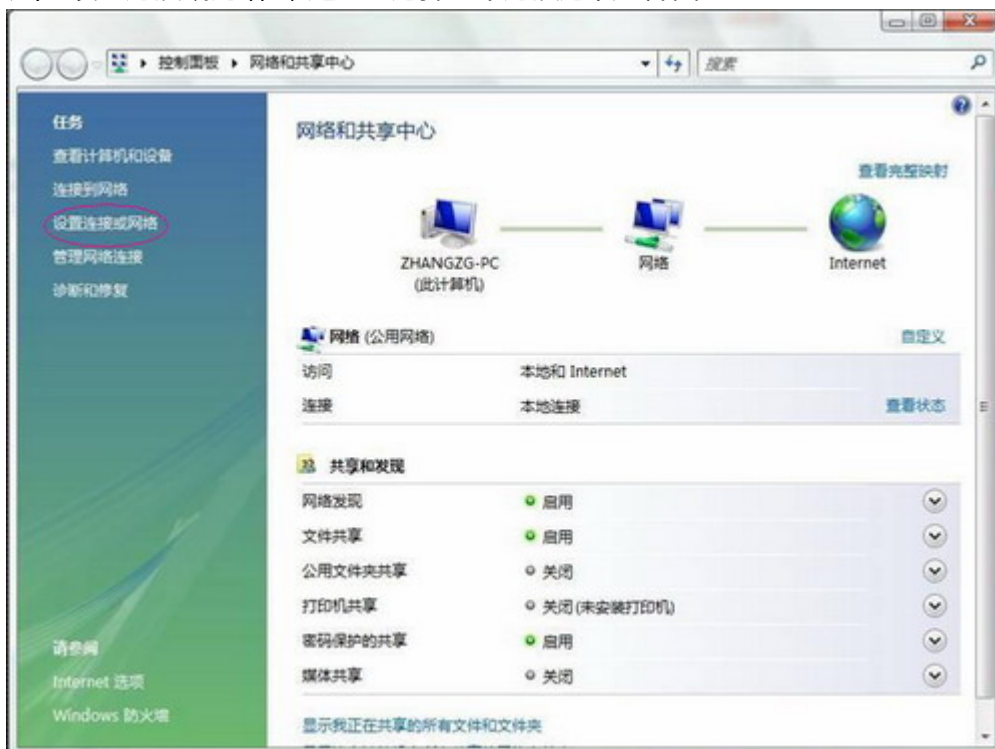 控制面板 ▸ 网络和共享中心
搜索
任务
查看计算机和设备
连接到网络
设置连接或网络
管理网络连接
诊断和修复
请参阅
Internet 选项
Windows 防火墙
网络和共享中心
查看完整映射
ZHANGZG-PC
(此计算机)
网络
Internet
网络 (公用网络)
自定义
访问 本地和 Internet
连接 本地连接 查看状态
共享和发现
网络发现 启用
文件共享 启用
公用文件夹共享 关闭
打印机共享 关闭 (未安装打印机)
密码保护的共享 启用
媒体共享 关闭
显示我正在共享的所有文件和文件夹